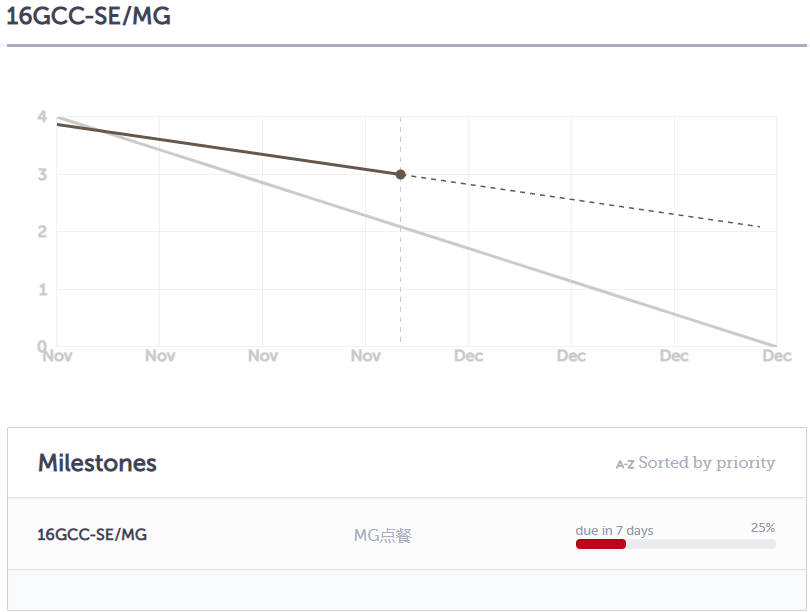 16GCC-SE/MG
4
3
2
1
0
Nov Nov Nov Nov Dec Dec Dec Dec
Milestones
A-Z Sorted by priority
16GCC-SE/MG
MG点餐
due in 7 days
25%